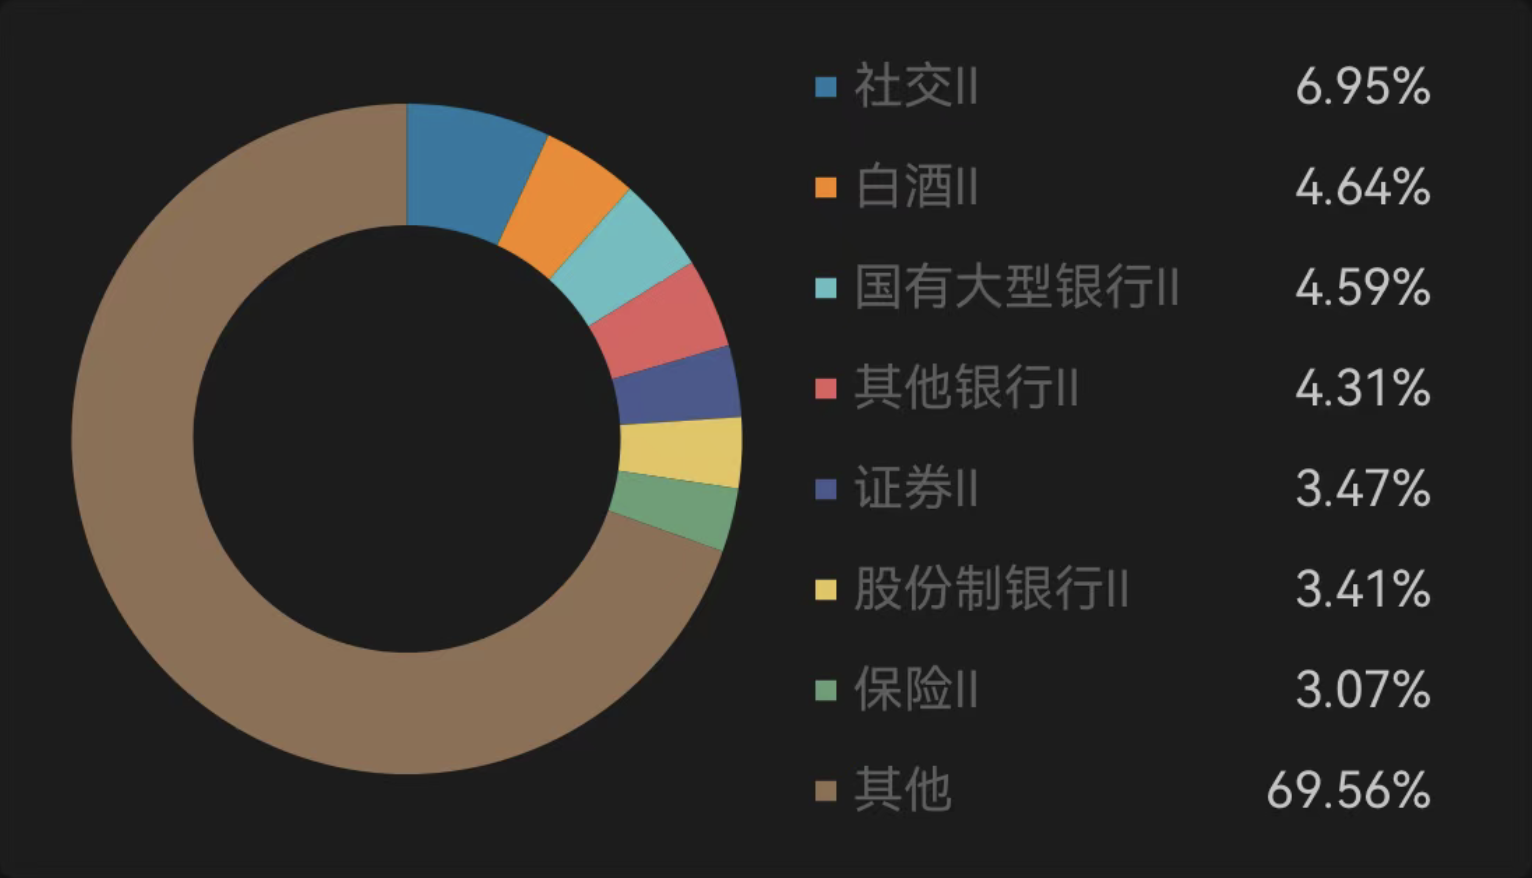 社交II 6.95%
白酒II 4.64%
国有大型银行II 4.59%
其他银行II 4.31%
证券II 3.47%
股份制银行II 3.41%
保险II 3.07%
其他 69.56%